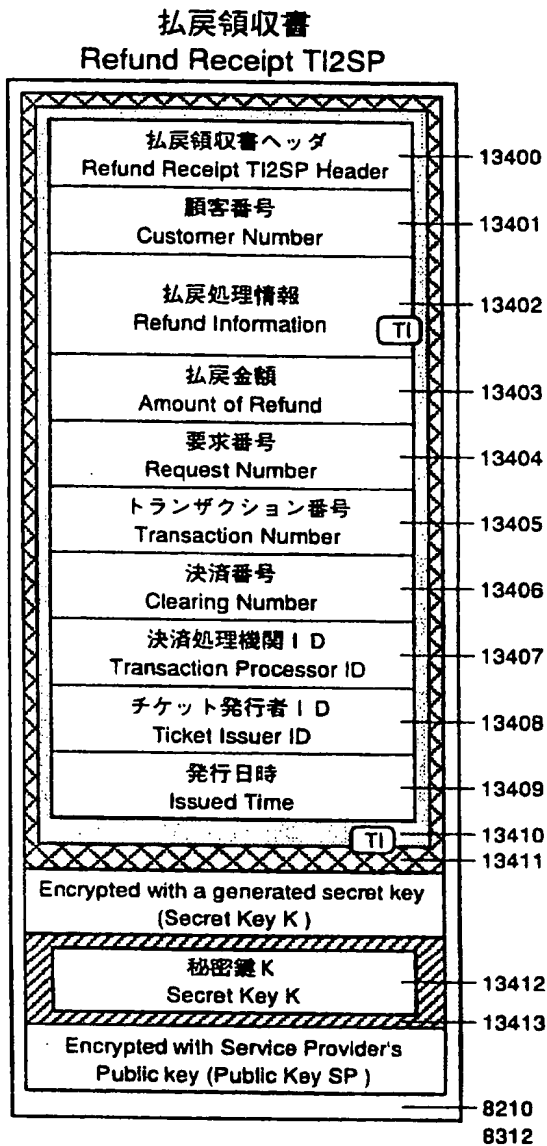 払戻領収書
Refund Receipt TI2SP
払戻領収書ヘッダ
Refund Receipt TI2SP Header
13400
顧客番号
Customer Number
13401
払戻処理情報
Refund Information
TI
13402
払戻金額
Amount of Refund
13403
要求番号
Request Number
13404
トランザクション番号
Transaction Number
13405
決済番号
Clearing Number
13406
決済処理機関ID
Transaction Processor ID
13407
チケット発行者ID
Ticket Issuer ID
13408
発行日時
Issued Time
13409
TI
13410
13411
Encrypted with a generated secret key
(Secret Key K )
秘密鍵K
Secret Key K
13412
13413
Encrypted with Service Provider's
Public key (Public Key SP )
8210
8312